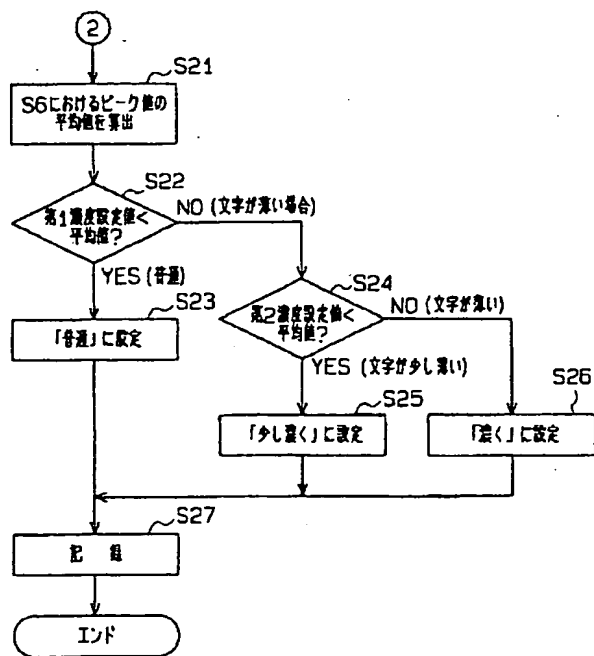 2
S21
S6におけるピーク値の
平均値を算出
S22
第1濃度設定値<
平均値?
NO (文字が薄い場合)
YES (普通)
S24
S23
第2濃度設定値<
平均値?
NO (文字が薄い)
「普通」に設定
YES (文字が少し薄い)
S25
S26
「少し濃く」に設定
「濃く」に設定
S27
記 録
エンド